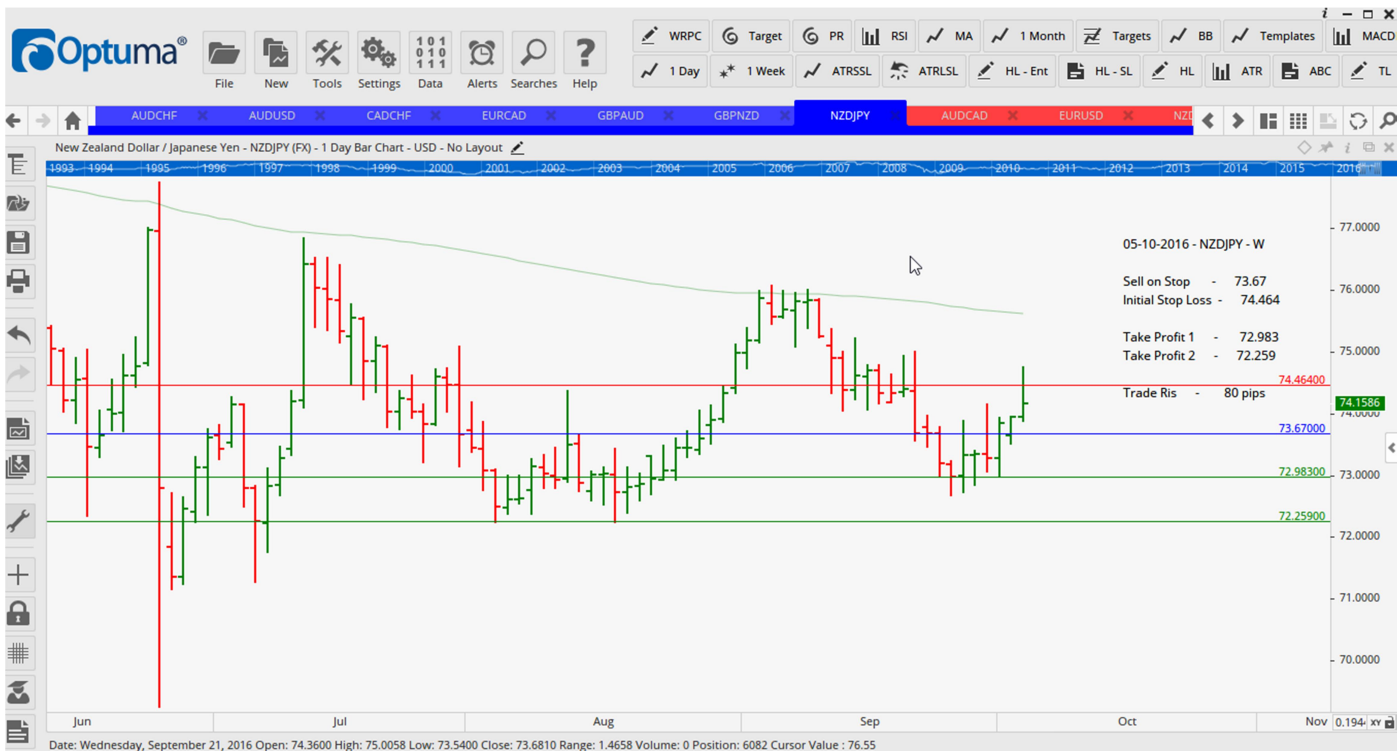 i
Optuma®
File
New
Tools
Settings
Data
Alerts
Searches
Help
WRPC
Target
PR
RSI
MA
1 Month
Targets
BB
Templates
MACD
1 Day
1 Week
ATRSSL
ATRLSL
HL - Ent
HL - SL
HL
ATR
ABC
TL
AUDCHF
AUDUSD
CADCHF
EURCAD
GBPAUD
GBPNZD
NZDJPY
AUDCAD
EURUSD
New Zealand Dollar / Japanese Yen - NZDJPY (FX) - 1 Day Bar Chart - USD - No Layout
1993 1994 1995 1996 1997 1998 1999 2000 2001 2002 2003 2004 2005 2006 2007 2008 2009 2010 2011 2012 2013 2014 2015 2016
77.0000
05-10-2016 - NZDJPY - W
Sell on Stop - 73.67
76.0000
Initial Stop Loss - 74.464
Take Profit 1 - 72.983
75.0000
Take Profit 2 - 72.259
74.46400
Trade Ris - 80 pips
74.1586
74.0000
73.67000
72.98300
73.0000
72.25900
72.0000
71.0000
70.0000
Jun Jul Aug Sep Oct Nov
XY
Date: Wednesday, September 21, 2016 Open: 74.3600 High: 75.0058 Low: 73.5400 Close: 73.6810 Range: 1.4658 Volume: 0 Position: 6082 Cursor Value : 76.55